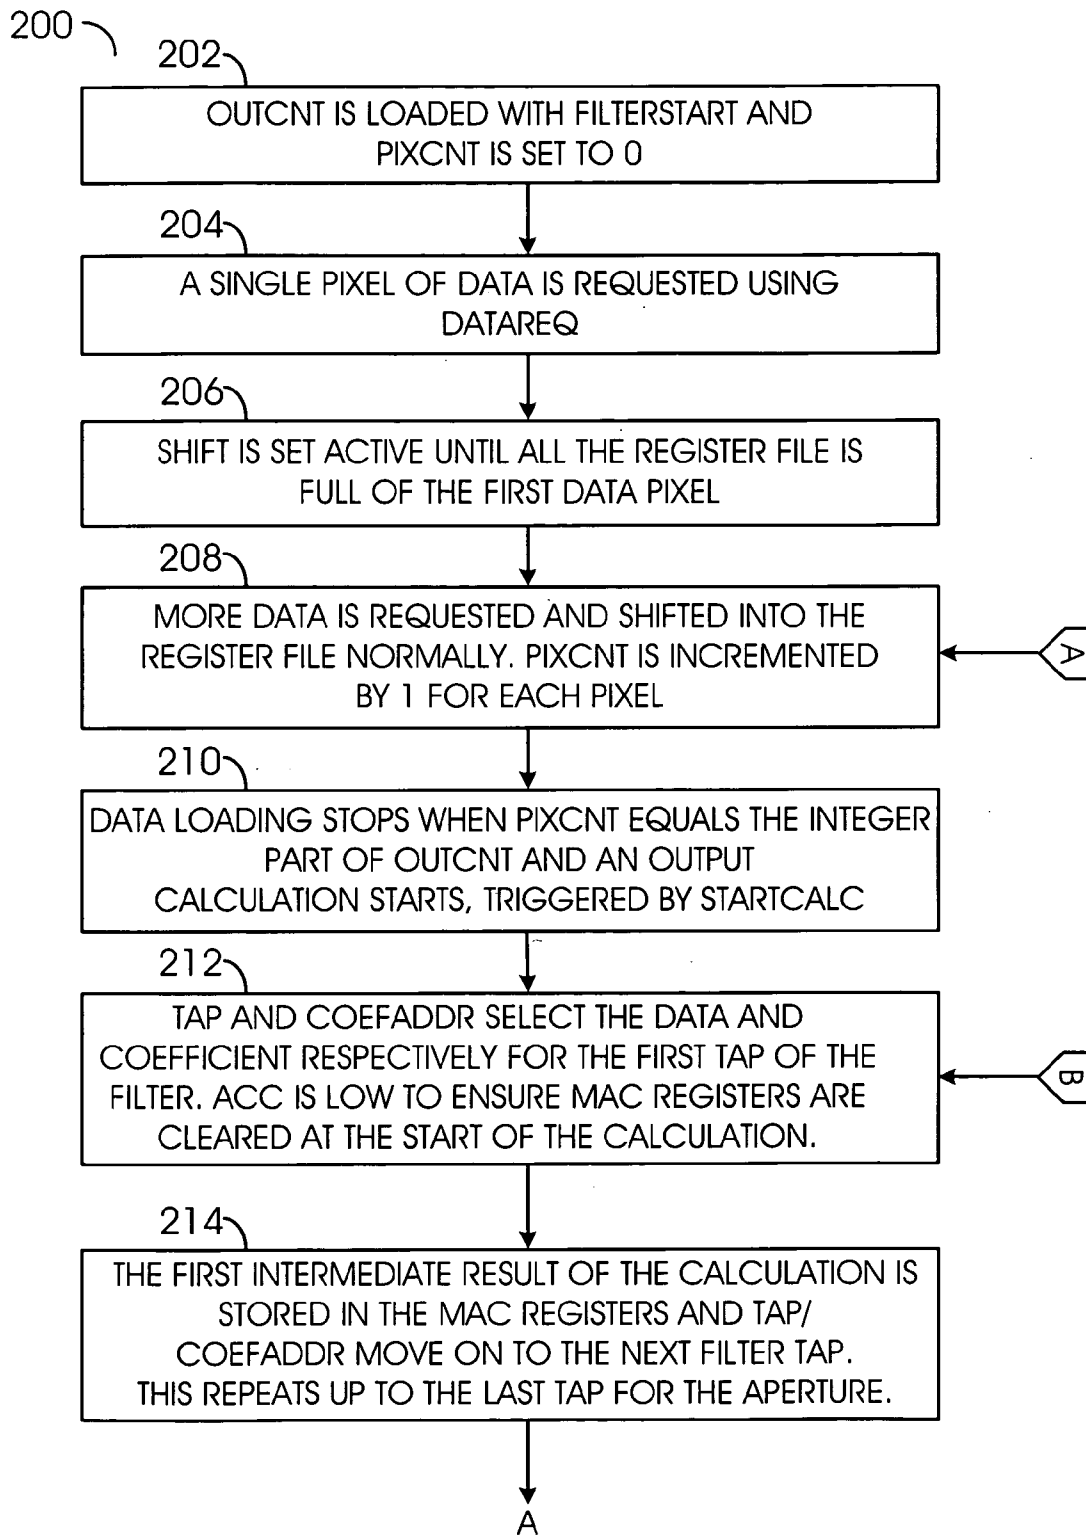 200
202
OUTCNT IS LOADED WITH FILTERSTART AND
PIXCNT IS SET TO 0
204
A SINGLE PIXEL OF DATA IS REQUESTED USING
DATAREQ
206
SHIFT IS SET ACTIVE UNTIL ALL THE REGISTER FILE IS
FULL OF THE FIRST DATA PIXEL
208
MORE DATA IS REQUESTED AND SHIFTED INTO THE
REGISTER FILE NORMALLY. PIXCNT IS INCREMENTED
BY 1 FOR EACH PIXEL
A
210
DATA LOADING STOPS WHEN PIXCNT EQUALS THE INTEGER
PART OF OUTCNT AND AN OUTPUT
CALCULATION STARTS, TRIGGERED BY STARTCALC
212
TAP AND COEFADDR SELECT THE DATA AND
COEFFICIENT RESPECTIVELY FOR THE FIRST TAP OF THE
FILTER. ACC IS LOW TO ENSURE MAC REGISTERS ARE
CLEARED AT THE START OF THE CALCULATION.
B
214
THE FIRST INTERMEDIATE RESULT OF THE CALCULATION IS
STORED IN THE MAC REGISTERS AND TAP/
COEFADDR MOVE ON TO THE NEXT FILTER TAP.
THIS REPEATS UP TO THE LAST TAP FOR THE APERTURE.
A